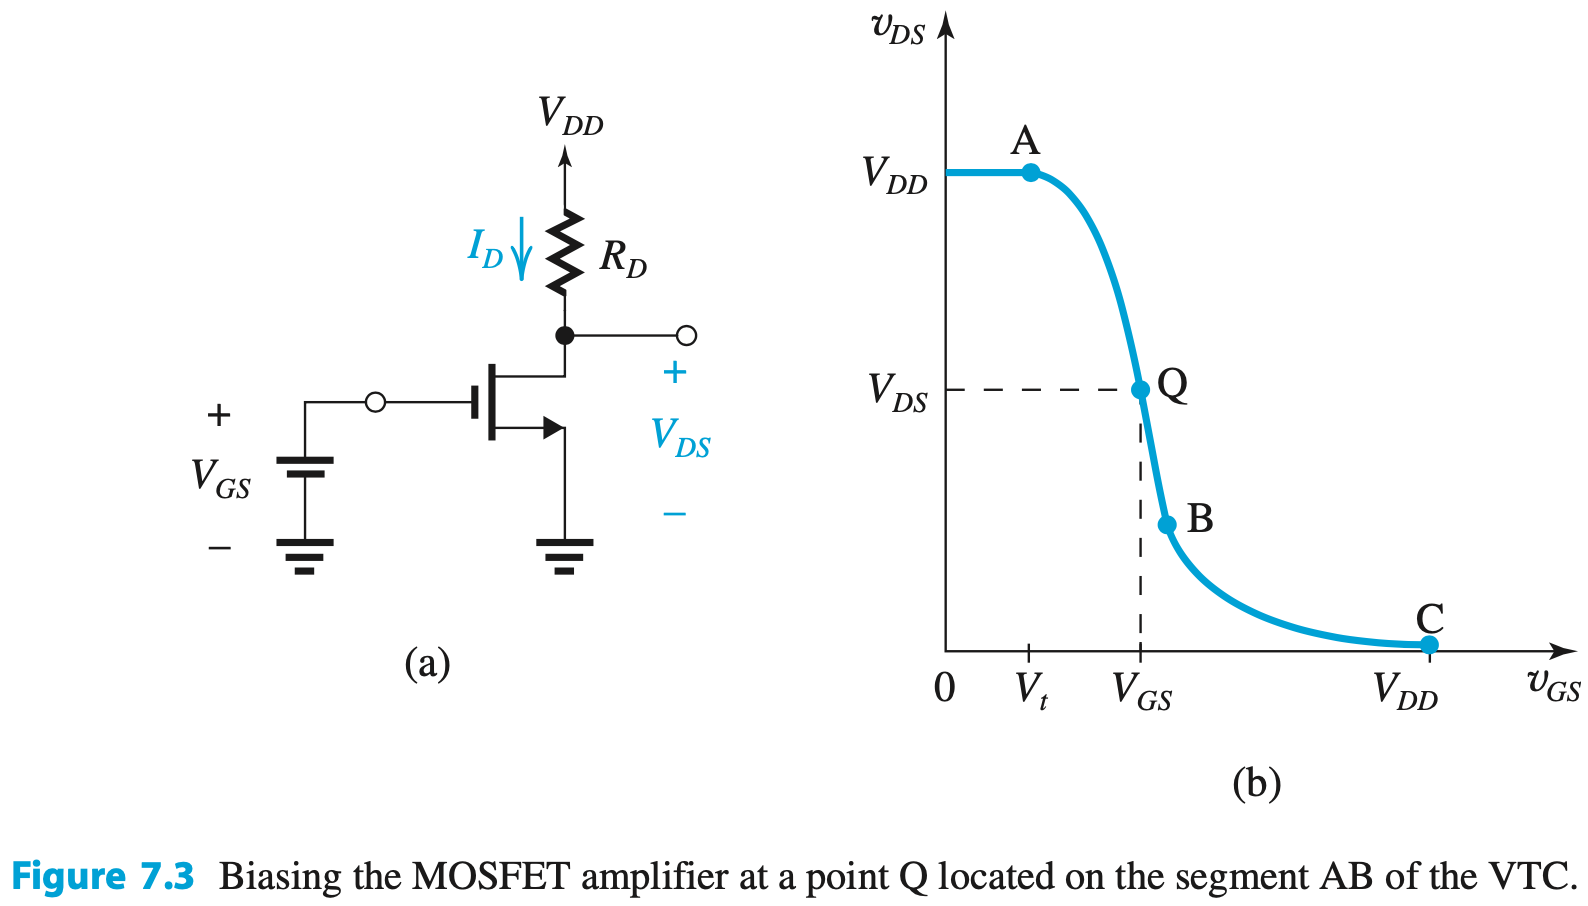 V_DD
I_D
R_D
+
V_GS
−
+
V_DS
−
(a)
v_DS
A
V_DD
V_DS
Q
B
C
0
V_t
V_GS
V_DD
v_GS
(b)
Figure 7.3 Biasing the MOSFET amplifier at a point Q located on the segment AB of the VTC.